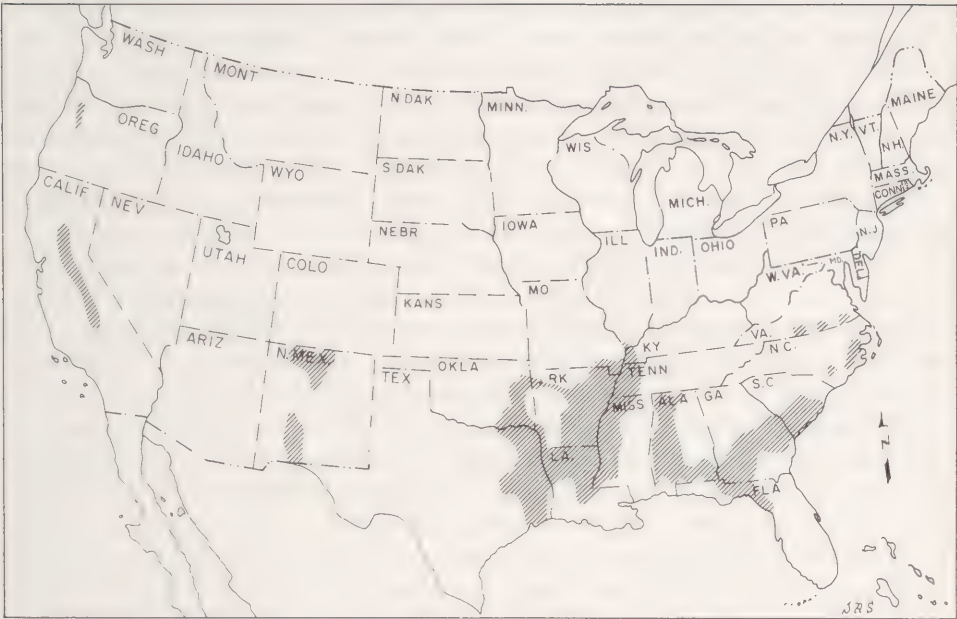 WASH
MONT
N DAK
MINN.
MAINE
OREG
IDAHO
WYO
S DAK
WIS
MICH.
N.Y.
VT.
N.H.
MASS.
CONN.
R.I.
CALIF
NEV
UTAH
COLO
NEBR
IOWA
ILL
IND.
OHIO
PA
N.J.
MD.
DEL
W.VA.
KANS
MO
KY
VA.
ARIZ
N. MEX.
OKLA
TEX
RK
TENN
N.C.
S.C
MISS
ALA
GA
LA.
FLA
N
JRS